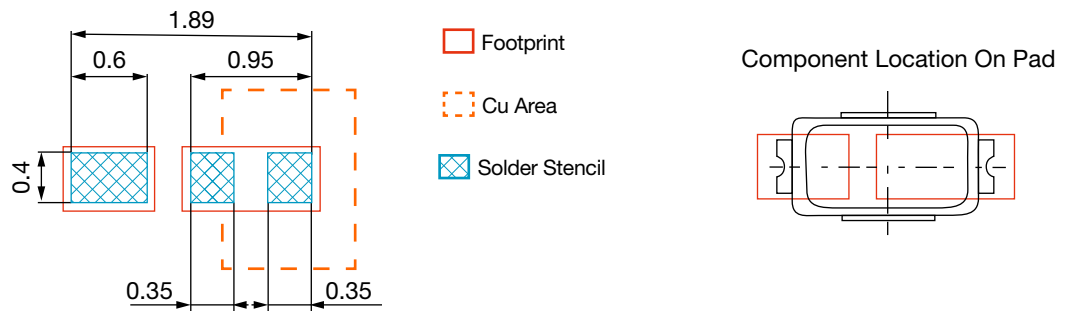 1.89
0.6
0.95
0.4
0.35
0.35
Footprint
Cu Area
Solder Stencil
Component Location On Pad